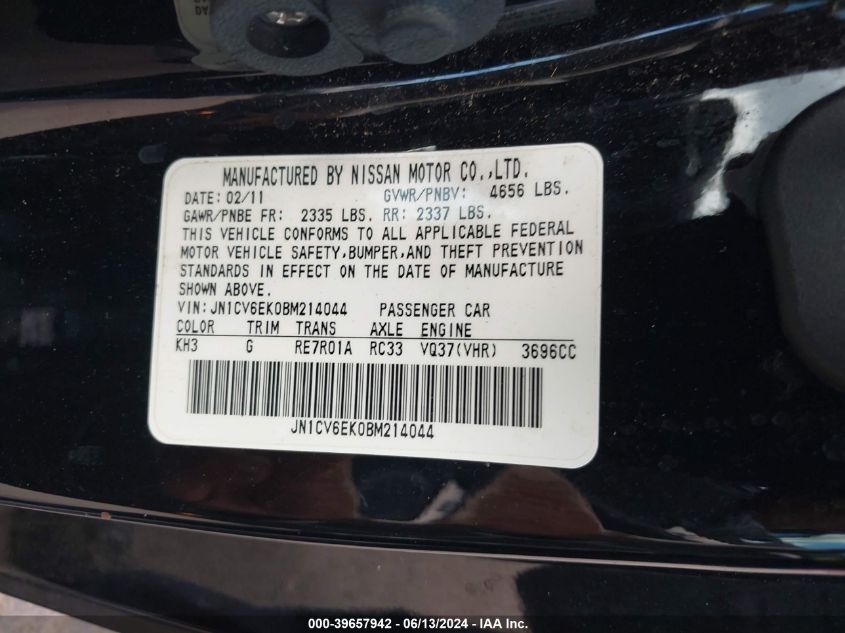 MANUFACTURED BY NISSAN MOTOR CO.,LTD.
DATE: 02/11 GVWR/PNBV: 4656 LBS.
GAWR/PNBE FR: 2335 LBS. RR: 2337 LBS.
THIS VEHICLE CONFORMS TO ALL APPLICABLE FEDERAL
MOTOR VEHICLE SAFETY,BUMPER,AND THEFT PREVENTION
STANDARDS IN EFFECT ON THE DATE OF MANUFACTURE
SHOWN ABOVE.
VIN:JN1CV6EK0BM214044 PASSENGER CAR
COLOR TRIM TRANS AXLE ENGINE
KH3 G RE7R01A RC33 VQ37(VHR) 3696CC
JN1CV6EK0BM214044
000-39657942 - 06/13/2024 - IAA Inc.